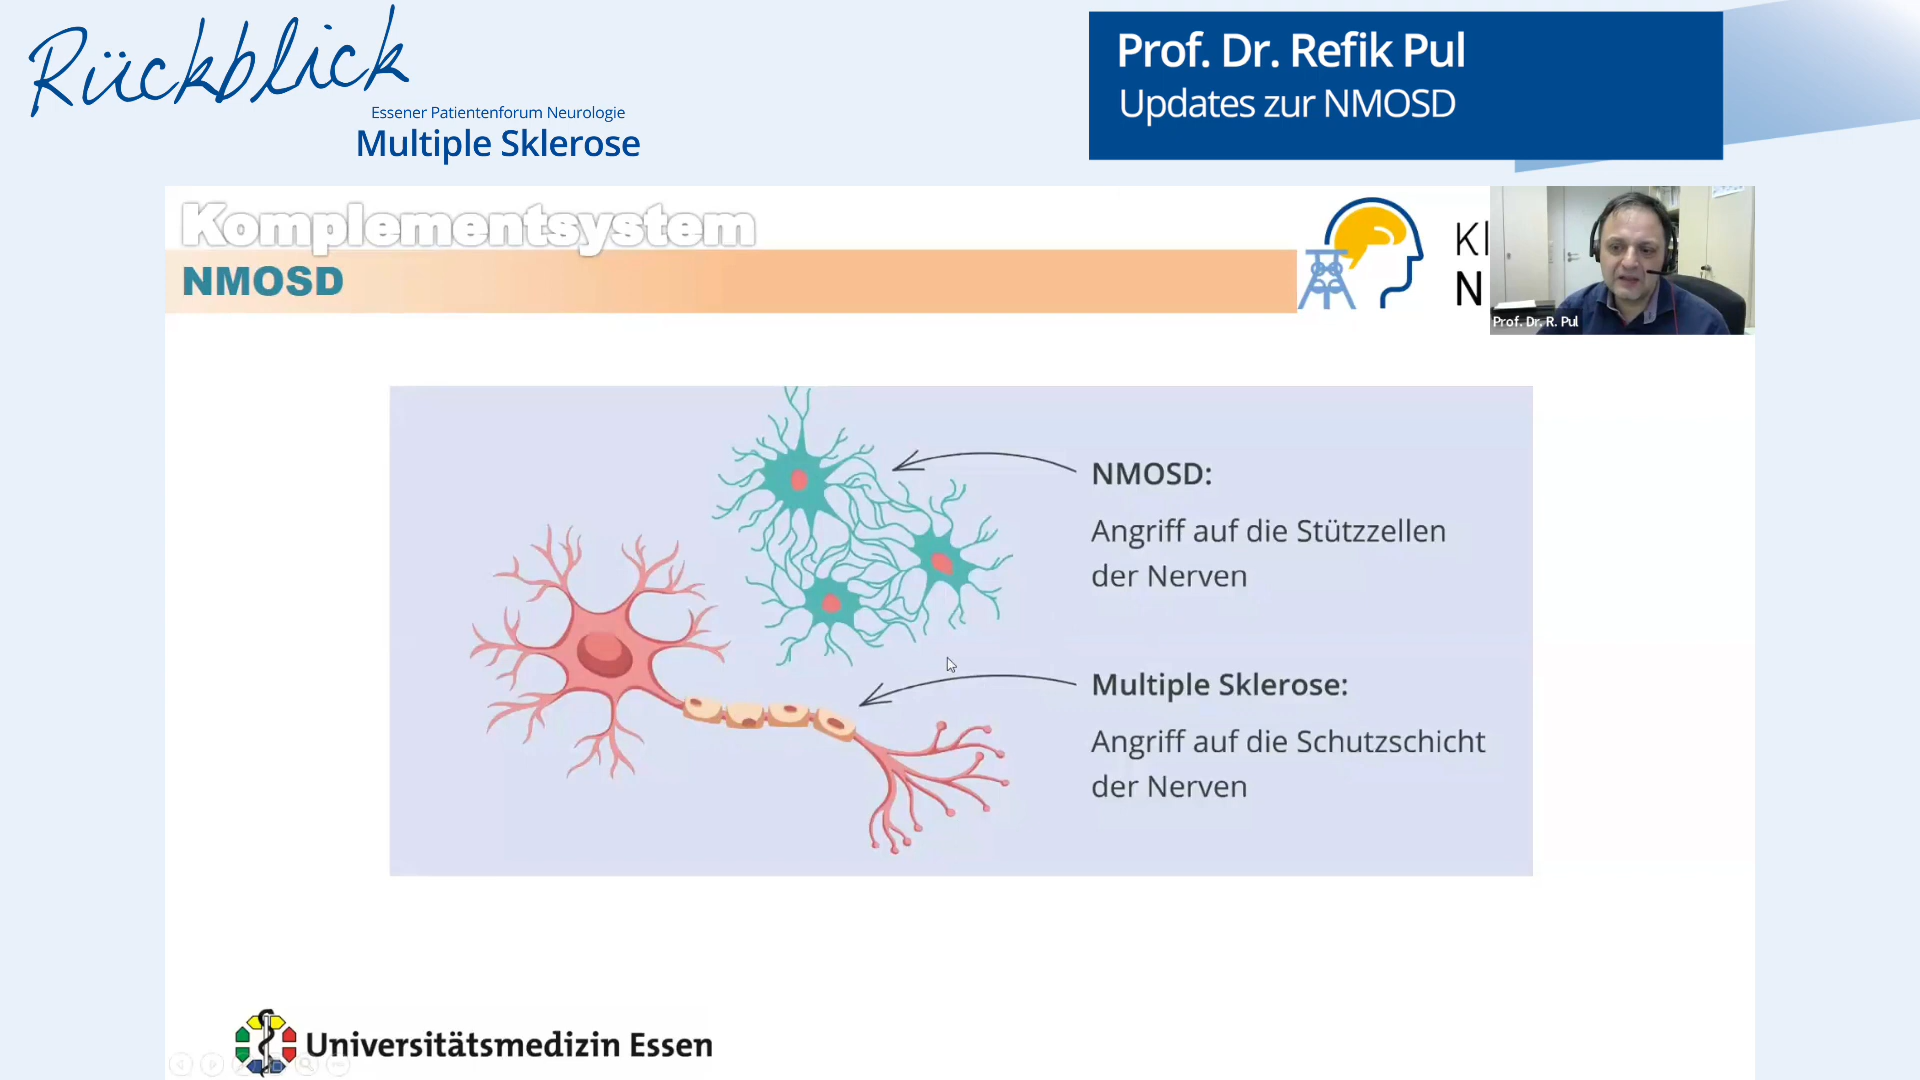 Rückblick
Essener Patientenforum Neurologie
Multiple Sklerose
Prof. Dr. Refik Pul
Updates zur NMOSD
Komplementsystem
NMOSD
Kl
N
Prof. Dr. R. Pul
NMOSD:
Angriff auf die Stützzellen
der Nerven
Multiple Sklerose:
Angriff auf die Schutzschicht
der Nerven
Universitätsmedizin Essen